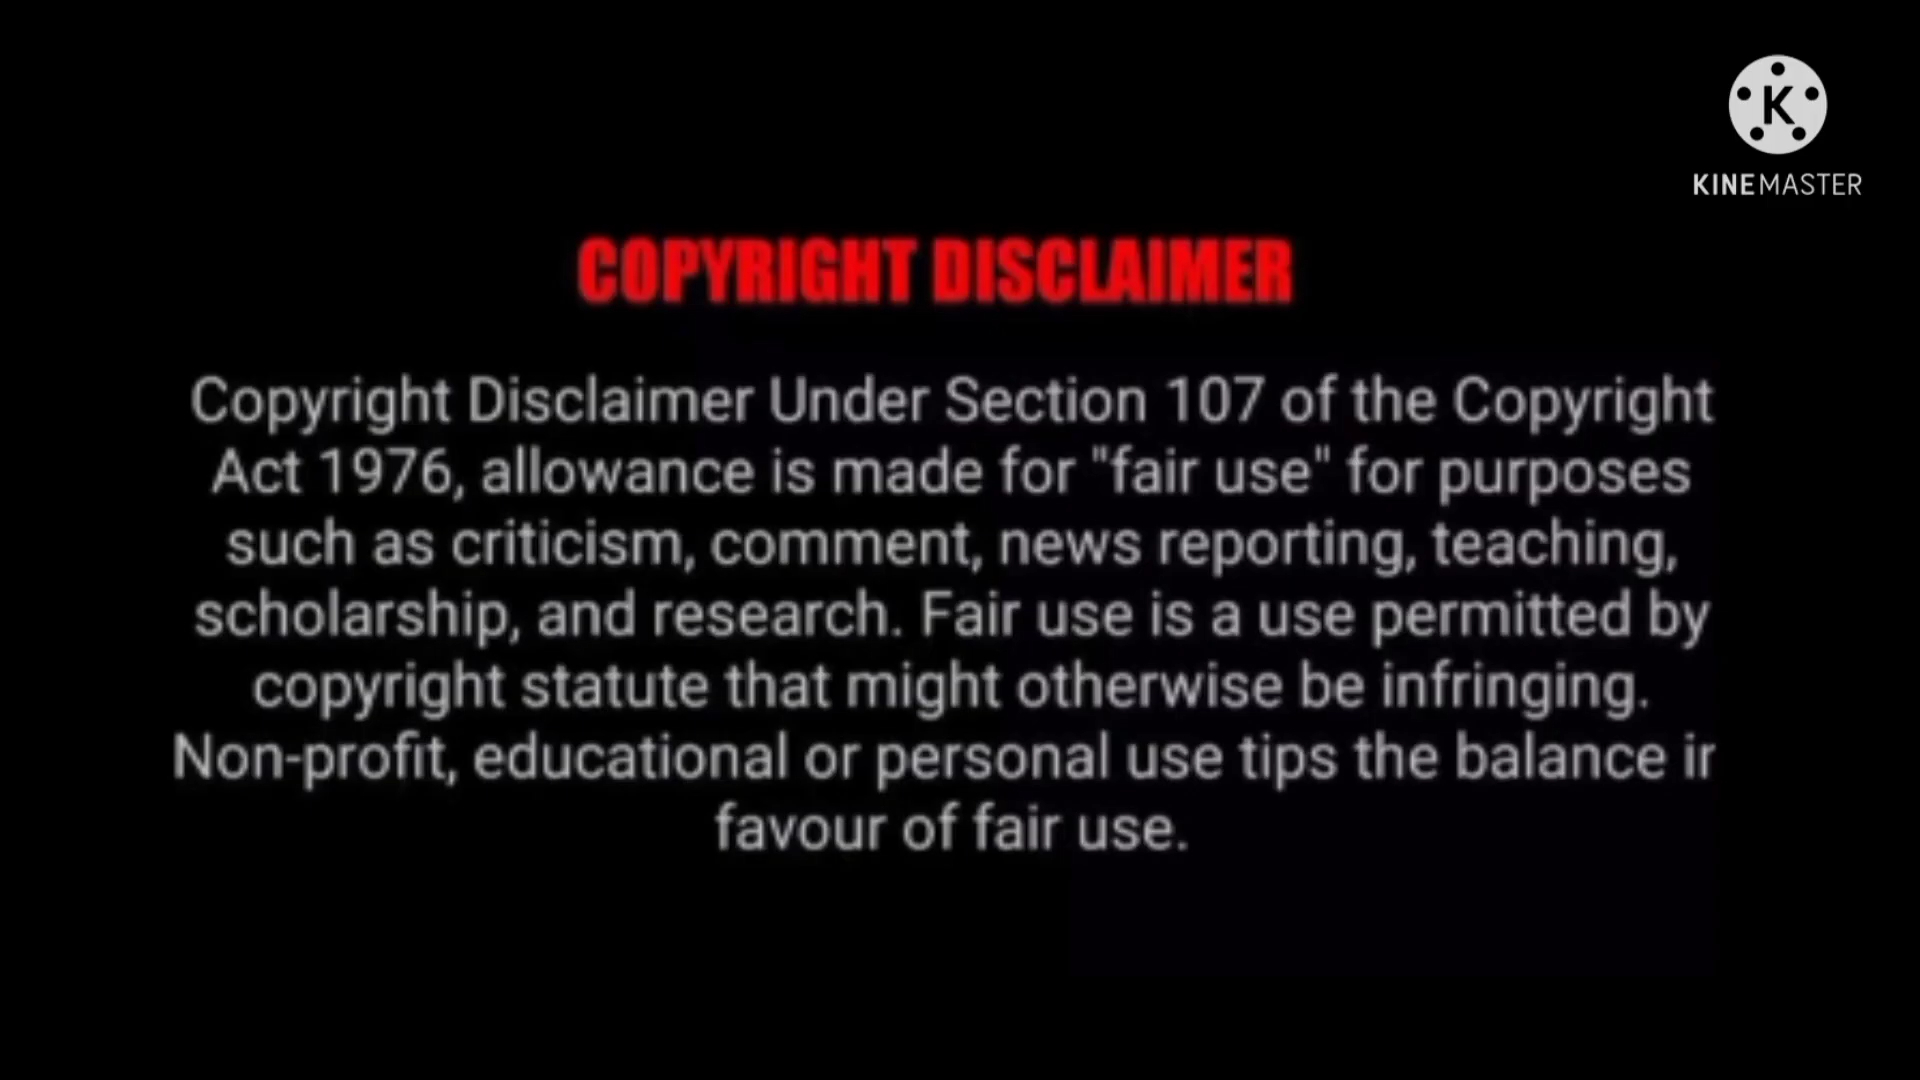 K
KINEMASTER
COPYRIGHT DISCLAIMER
Copyright Disclaimer Under Section 107 of the Copyright
Act 1976, allowance is made for "fair use" for purposes
such as criticism, comment, news reporting, teaching,
scholarship, and research. Fair use is a use permitted by
copyright statute that might otherwise be infringing.
Non-profit, educational or personal use tips the balance
favour of fair use.